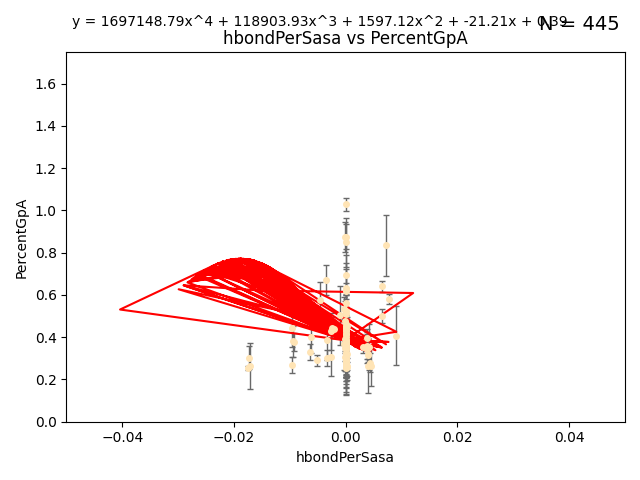 y = 1697148.79x^4 + 118903.93x^3 + 1597.12x^2 + -21.21x + 0.39
N = 445
hbondPerSasa vs PercentGpA
1.6
1.4
1.2
1.0
0.8
0.6
0.4
0.2
0.0
PercentGpA
−0.04 −0.02 0.00 0.02 0.04
hbondPerSasa